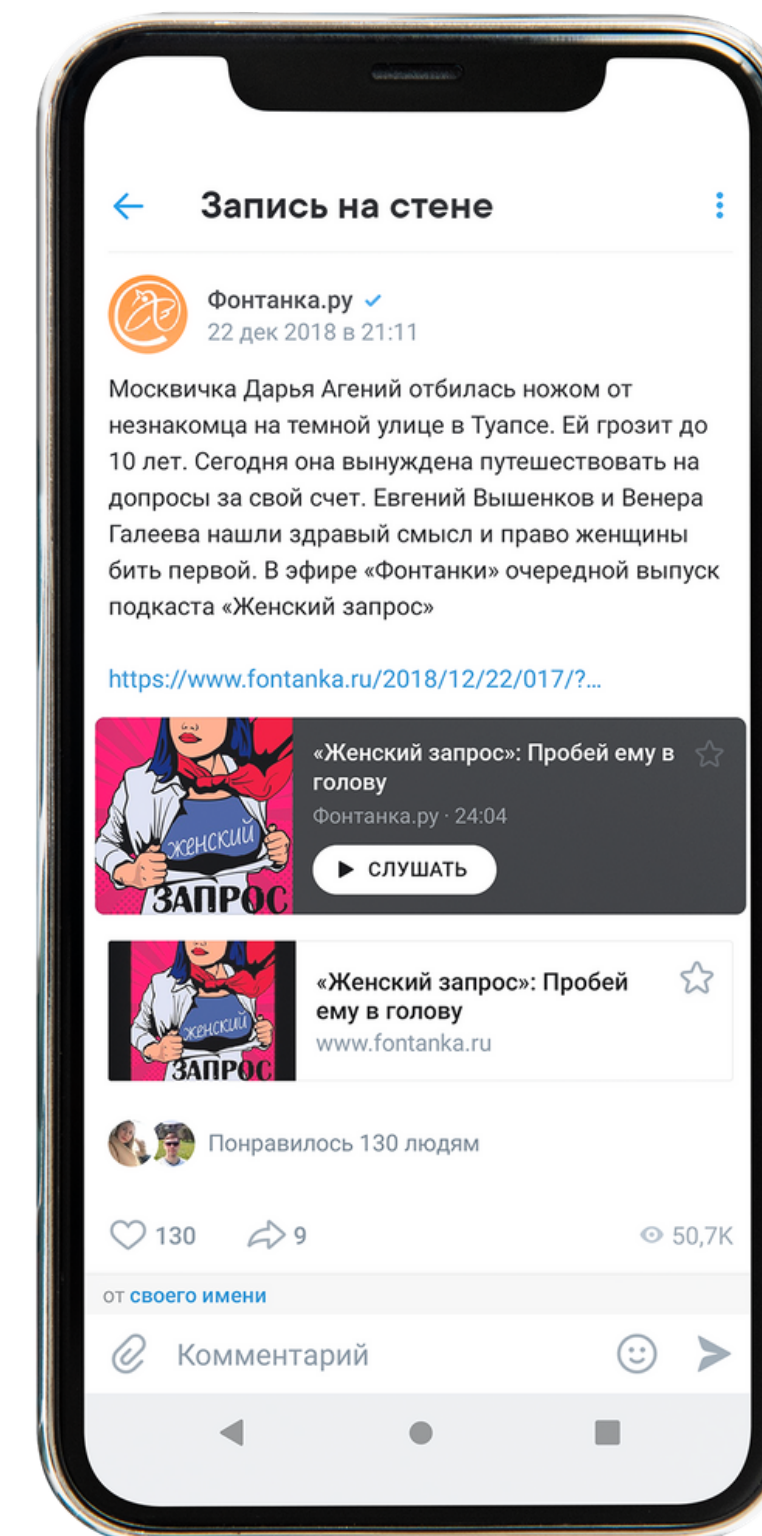 Запись на стене
Фонтанка.ру
22 дек 2018 в 21:11
Москвичка Дарья Агений отбилась ножом от
незнакомца на темной улице в Туапсе. Ей грозит до
10 лет. Сегодня она вынуждена путешествовать на
допросы за свой счет. Евгений Вышенков и Венера
Галеева нашли здравый смысл и право женщины
бить первой. В эфире «Фонтанки» очередной выпуск
подкаста «Женский запрос»
https://www.fontanka.ru/2018/12/22/017/?...
женский
ЗАПРОС
«Женский запрос»: Пробей ему в
голову
Фонтанка.ру · 24:04
СЛУШАТЬ
женский
ЗАПРОС
«Женский запрос»: Пробей
ему в голову
www.fontanka.ru
Понравилось 130 людям
130 9 50,7K
от своего имени
Комментарий